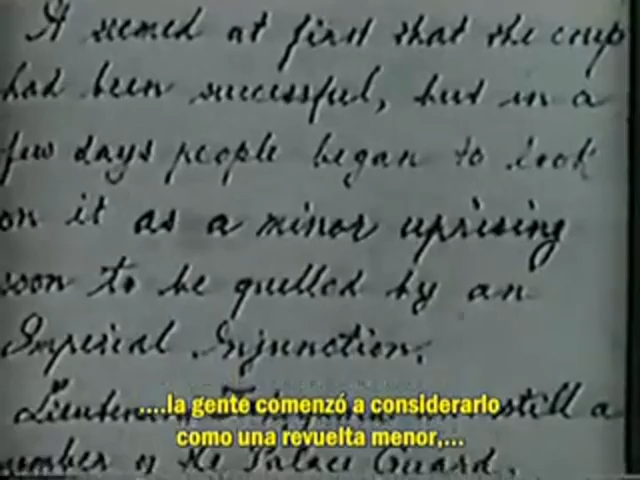 It seemed at first that the coup
had been successful, but in a
few days people began to look
on it as a minor uprising
soon to be quelled by an
Imperial Injunction.
Lieutenant still a
member of the Palace Guard.
....la gente comenzó a considerarlo
como una revuelta menor,...